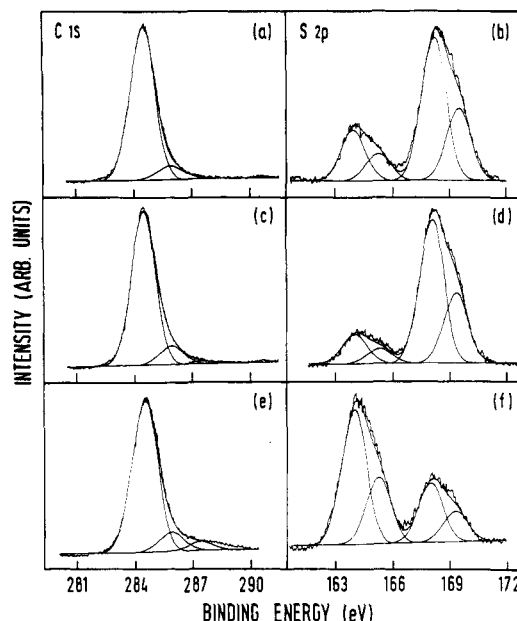 C 1s (a)
S 2p (b)
(c)
(d)
(e)
(f)
INTENSITY (ARB. UNITS)
281 284 287 290
163 166 169 172
BINDING ENERGY (eV)